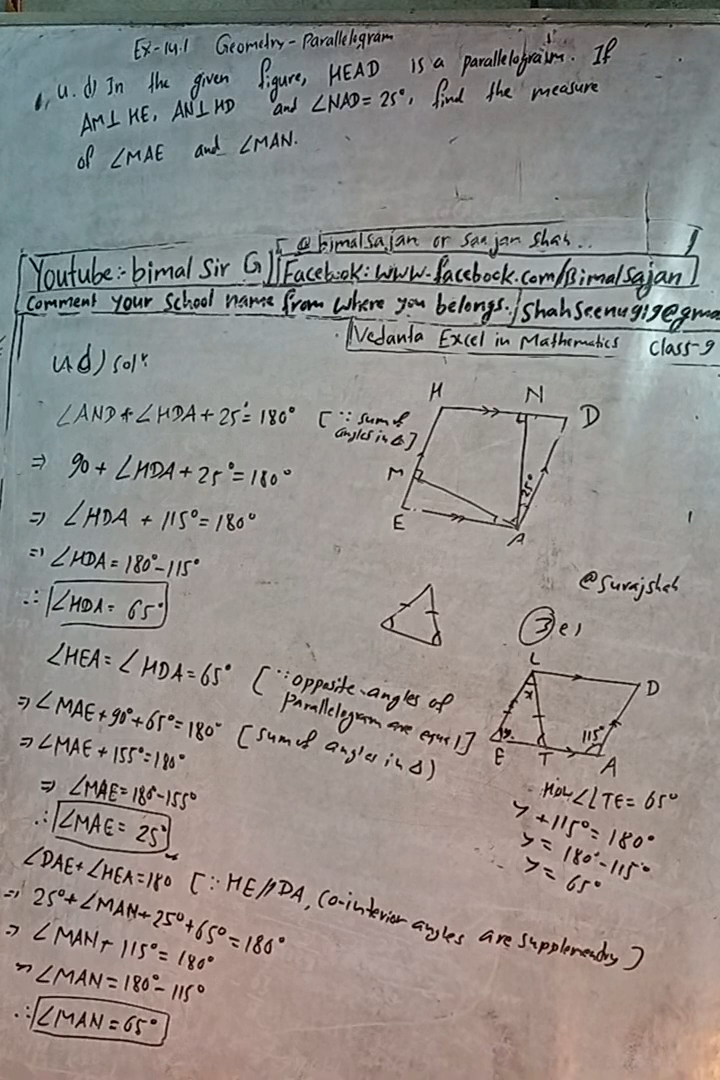 Ex-14.1 Geometry-Parallelogram
4. d) In the given figure, HEAD is a parallelogram. If
AM⊥HE, AN⊥HD and ∠NAD= 25°, find the measure
of ∠MAE and ∠MAN.
@ bimalsajan or sanjan shah..
Youtube:- bimal Sir G
Facebook: www.facebook.com/Bimalsajan
Comment your School name from where you belongs.
Shahseenu919@gma
Vedanta Excel in Mathematics Class-9
4d) solⁿ
∠AND+∠HDA+25°=180° [∵ sum of
angles in Δ]
⇒ 90+∠HDA+25°=180°
⇒ ∠HDA + 115°=180°
⇒ ∠HDA=180°-115°
∴ ∠HDA= 65°
∠HEA=∠HDA=65° [∵opposite angles of
parallelogram are equal]
⇒∠MAE+90°+65°=180° [sum of angles in Δ)
⇒∠MAE+155°=180°
⇒ ∠MAE=180-155°
∴ ∠MAE= 25°
∠DAE+∠HEA=180 [∵HE//DA, Co-interior angles are supplementry]
⇒ 25°+∠MAN+25°+65°=180°
⇒ ∠MAN+115°=180°
⇒∠MAN=180°-115°
∴ ∠MAN=65°
H
N
D
M
25°
E
A
@surajshah
3 e)
L
D
x
y
115°
E
T
A
Now ∠LTE= 65°
y+115°=180°
y= 180°-115°
y= 65°